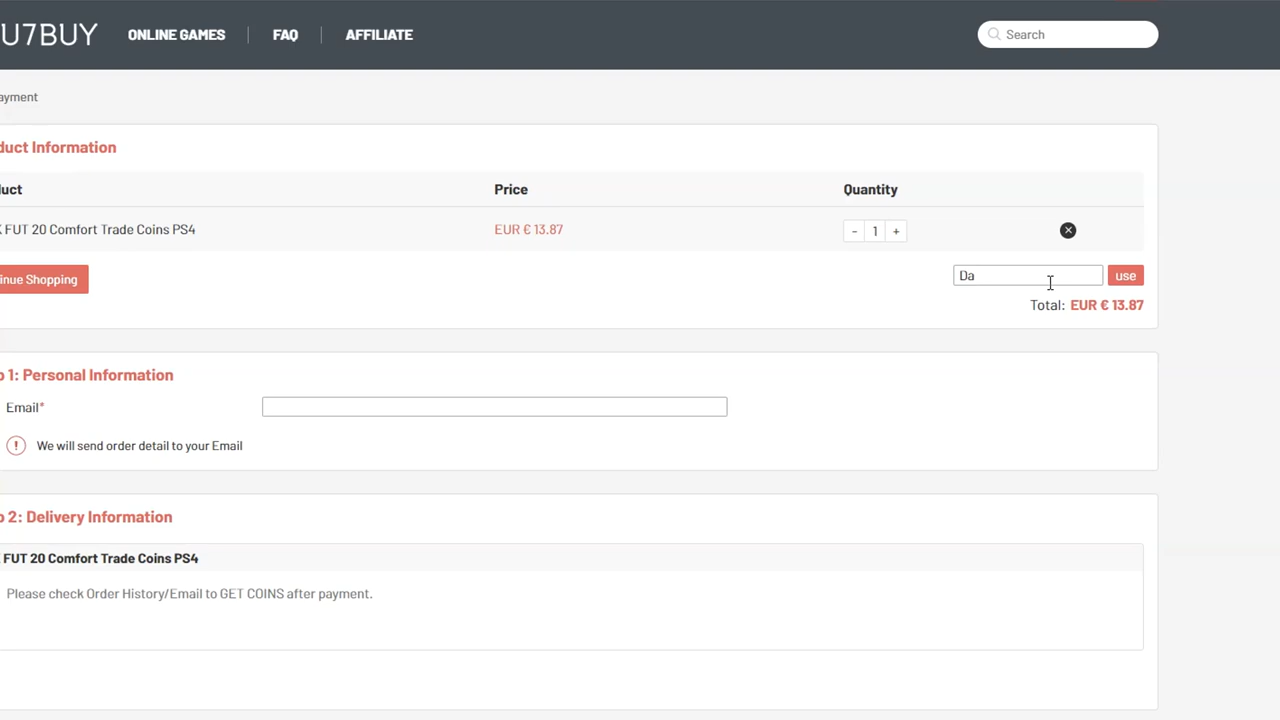 U7BUY ONLINE GAMES FAQ AFFILIATE Search
ayment
duct Information
duct Price Quantity
FUT 20 Comfort Trade Coins PS4 EUR € 13.87 - 1 +
inue Shopping Da use
Total: EUR € 13.87
p 1: Personal Information
Email*
! We will send order detail to your Email
p 2: Delivery Information
FUT 20 Comfort Trade Coins PS4
Please check Order History/Email to GET COINS after payment.